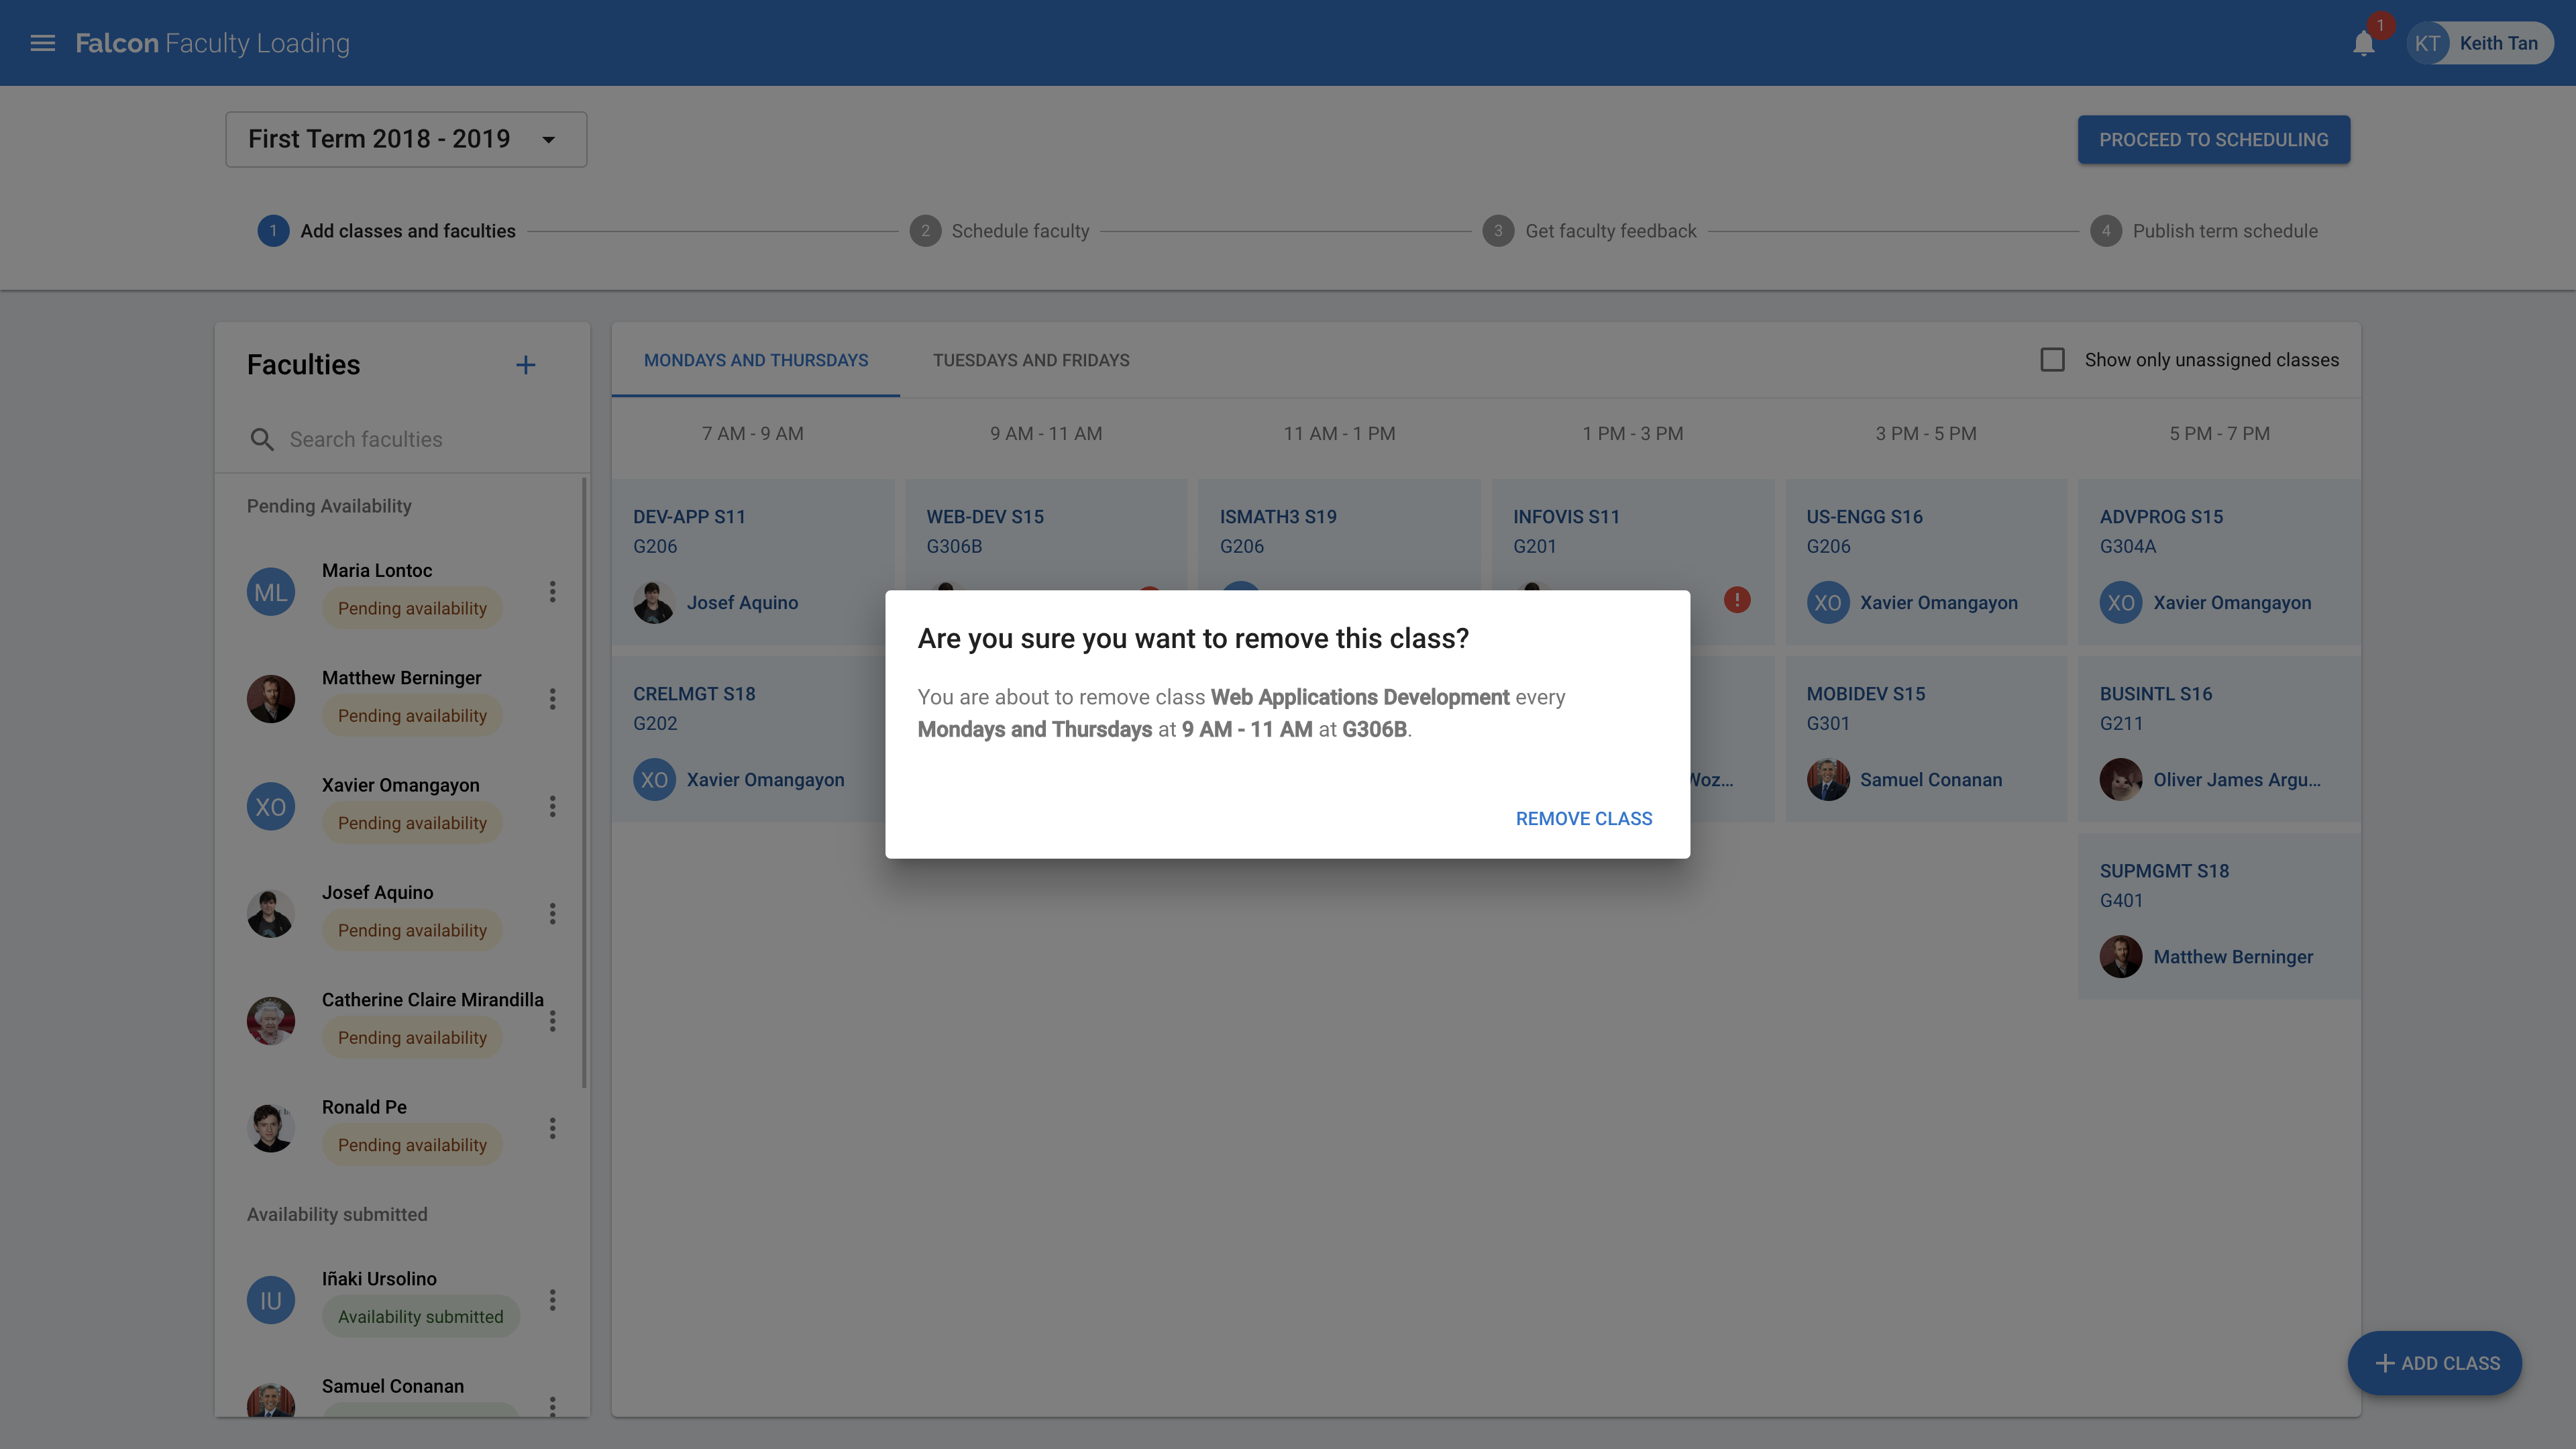 Falcon Faculty Loading
1
KT Keith Tan
First Term 2018 - 2019
PROCEED TO SCHEDULING
1 Add classes and faculties
2 Schedule faculty
3 Get faculty feedback
4 Publish term schedule
Faculties
Search faculties
Pending Availability
ML
Maria Lontoc
Pending availability
Matthew Berninger
Pending availability
XO
Xavier Omangayon
Pending availability
Josef Aquino
Pending availability
Catherine Claire Mirandilla
Pending availability
Ronald Pe
Pending availability
Availability submitted
IU
Iñaki Ursolino
Availability submitted
Samuel Conanan
MONDAYS AND THURSDAYS
TUESDAYS AND FRIDAYS
Show only unassigned classes
7 AM - 9 AM
9 AM - 11 AM
11 AM - 1 PM
1 PM - 3 PM
3 PM - 5 PM
5 PM - 7 PM
DEV-APP S11
G206
Josef Aquino
WEB-DEV S15
G306B
ISMATH3 S19
G206
INFOVIS S11
G201
US-ENGG S16
G206
XO Xavier Omangayon
ADVPROG S15
G304A
XO Xavier Omangayon
CRELMGT S18
G202
XO Xavier Omangayon
Woz...
MOBIDEV S15
G301
Samuel Conanan
BUSINTL S16
G211
Oliver James Argu...
SUPMGMT S18
G401
Matthew Berninger
Are you sure you want to remove this class?
You are about to remove class Web Applications Development every
Mondays and Thursdays at 9 AM - 11 AM at G306B.
REMOVE CLASS
ADD CLASS